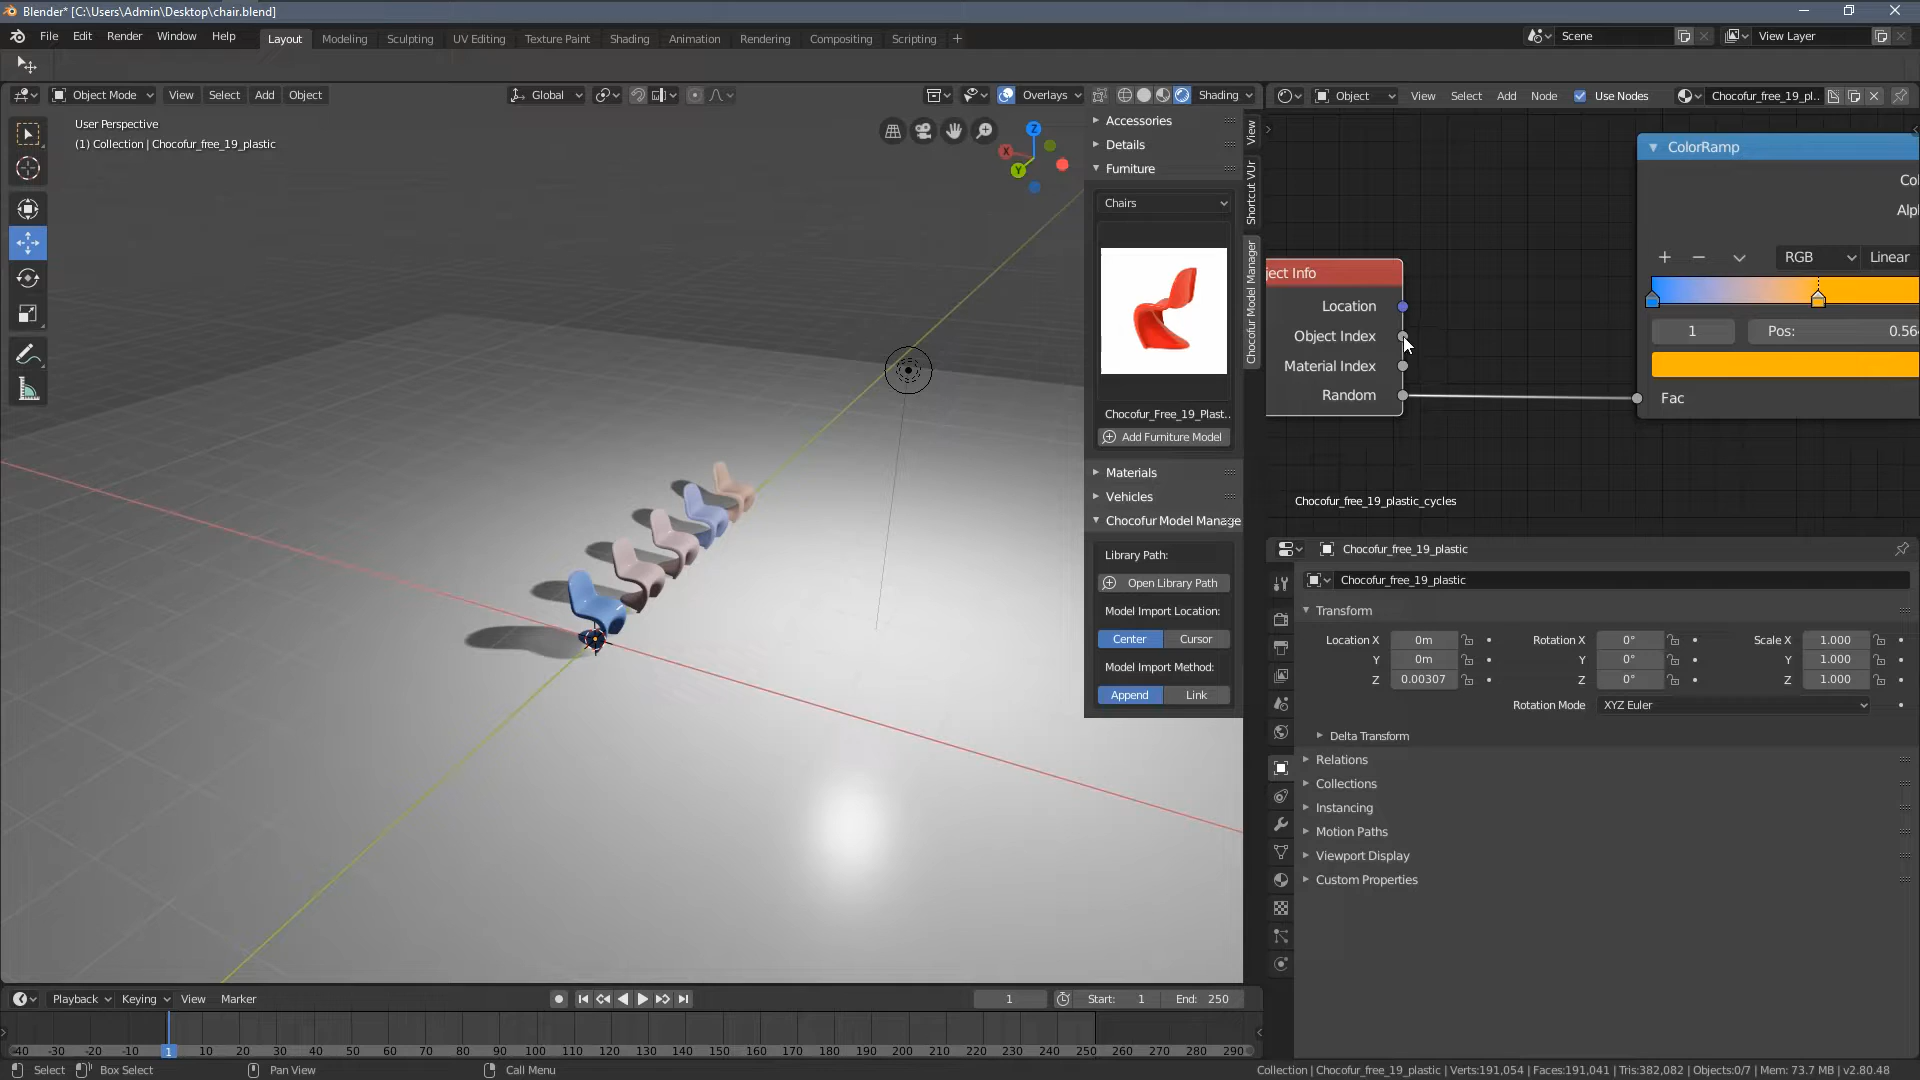 Blender* [C:\Users\Admin\Desktop\chair.blend]
File Edit Render Window Help Layout Modeling Sculpting UV Editing Texture Paint Shading Animation Rendering Compositing Scripting + Scene View Layer
Object Mode View Select Add Object Global Overlays Shading
Object View Select Add Node Use Nodes Chocofur_free_19_pl..
User Perspective
(1) Collection | Chocofur_free_19_plastic
X Y Z
Accessories
Details
Furniture
Chairs
Chocofur_Free_19_Plast..
Add Furniture Model
Materials
Vehicles
Chocofur Model Manage
Library Path:
Open Library Path
Model Import Location:
Center Cursor
Model Import Method:
Append Link
View
Shortcut VUr
Chocofur Model Manager
ject Info
Location
Object Index
Material Index
Random
ColorRamp
Col
Alp
RGB Linear
1 Pos: 0.56
Fac
Chocofur_free_19_plastic_cycles
Chocofur_free_19_plastic
Chocofur_free_19_plastic
Transform
Location X 0m Rotation X 0° Scale X 1.000
Y 0m Y 0° Y 1.000
Z 0.00307 Z 0° Z 1.000
Rotation Mode XYZ Euler
Delta Transform
Relations
Collections
Instancing
Motion Paths
Viewport Display
Custom Properties
Playback Keying View Marker 1 Start: 1 End: 250
-40 -30 -20 -10 1 10 20 30 40 50 60 70 80 90 100 110 120 130 140 150 160 170 180 190 200 210 220 230 240 250 260 270 280 290
Select Box Select Pan View Call Menu Collection | Chocofur_free_19_plastic | Verts:191,054 | Faces:191,041 | Tris:382,082 | Objects:0/7 | Mem: 73.7 MB | v2.80.48